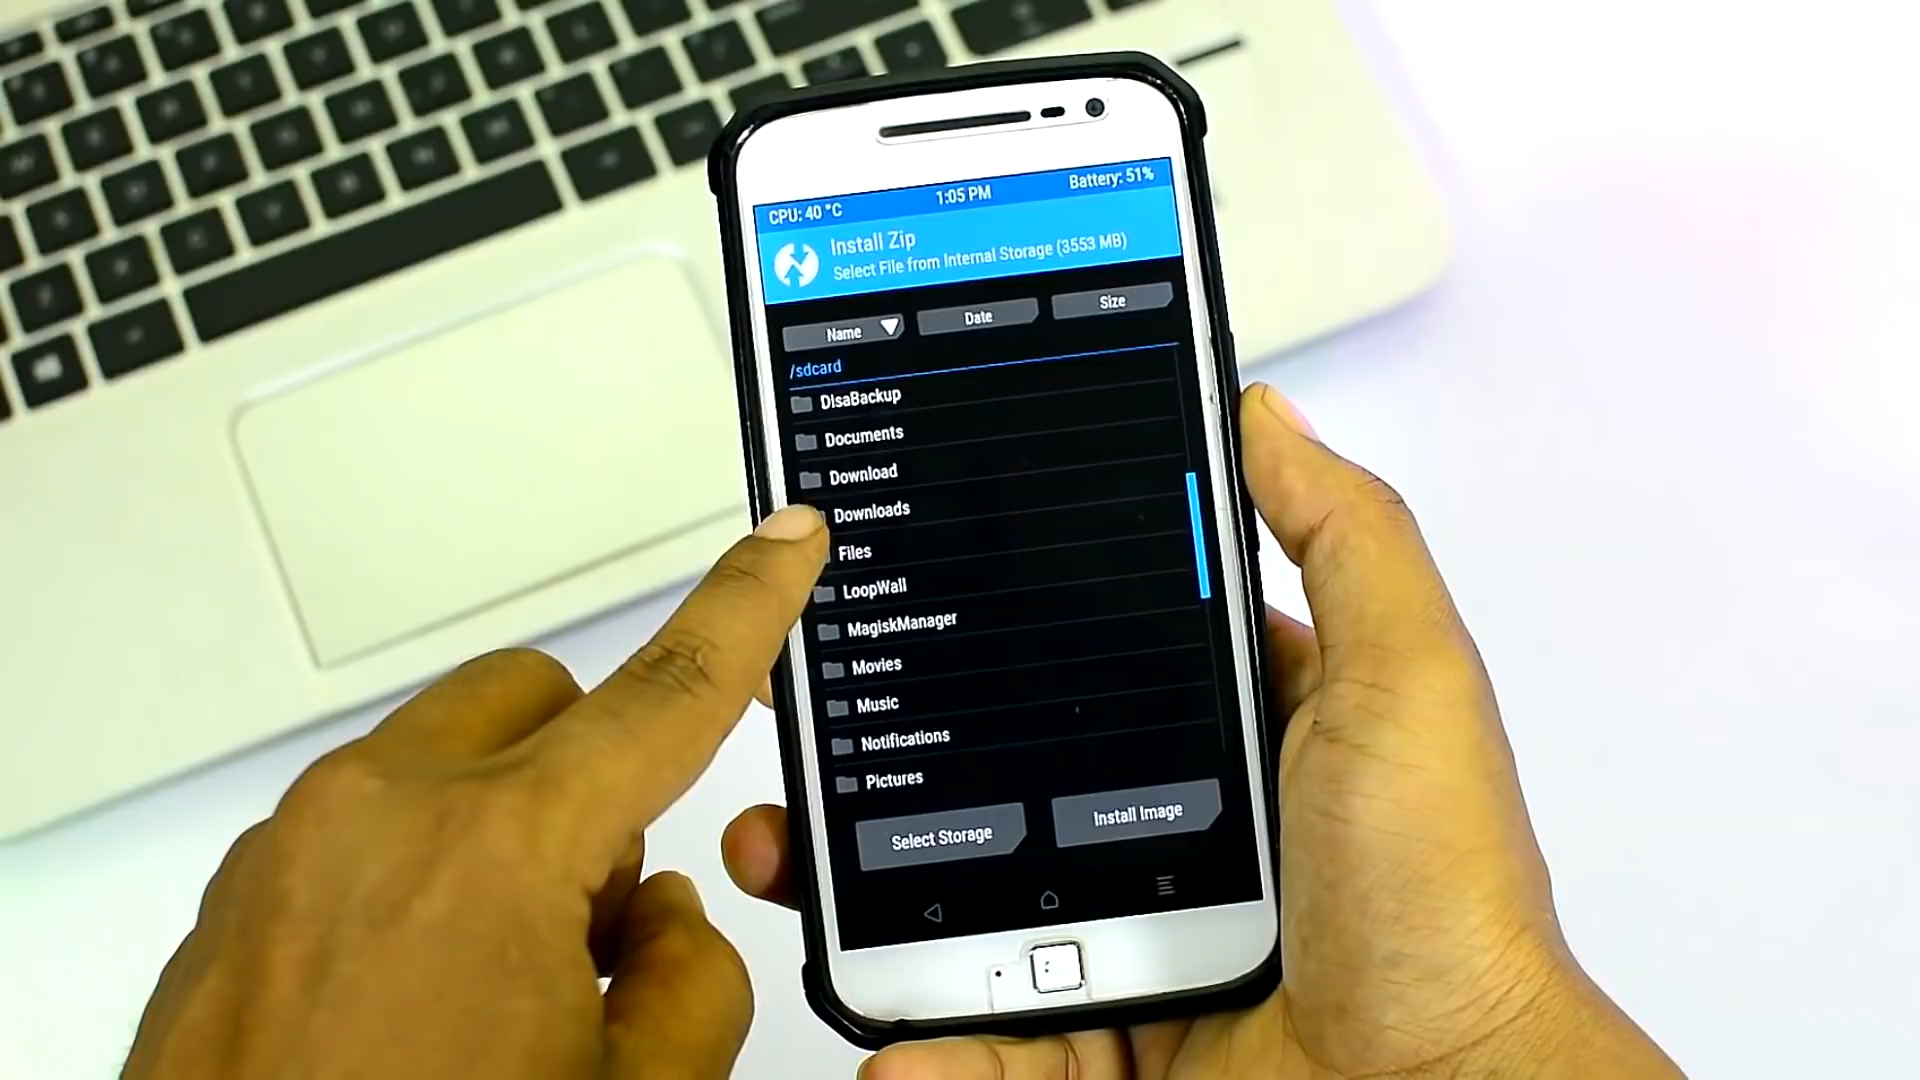 CPU: 40 °C 1:05 PM Battery: 51%
Install Zip
Select File from Internal Storage (3553 MB)
Name Date Size
/sdcard
DisaBackup
Documents
Download
Downloads
Files
LoopWall
MagiskManager
Movies
Music
Notifications
Pictures
Select Storage Install Image